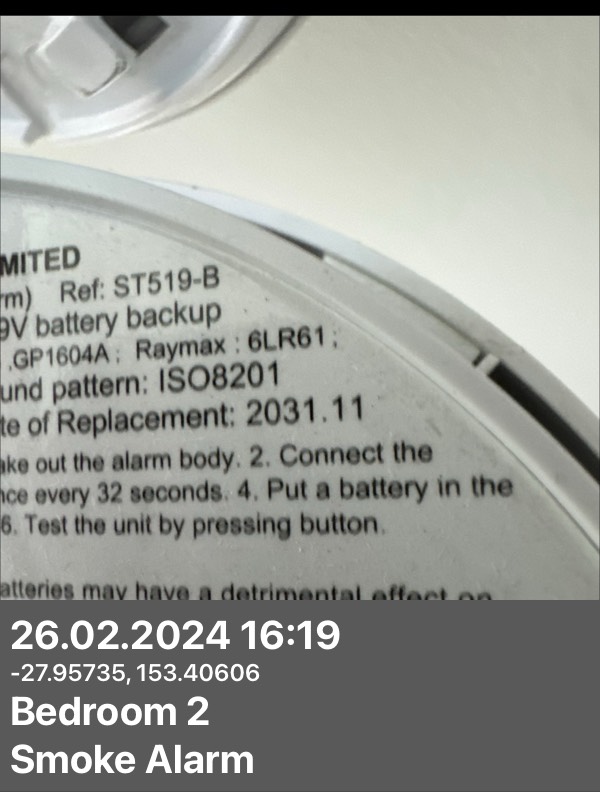 MITED
rm) Ref: ST519-B
9V battery backup
.GP1604A ; Raymax : 6LR61 ;
und pattern: ISO8201
te of Replacement: 2031.11
ake out the alarm body. 2. Connect the
nce every 32 seconds. 4. Put a battery in the
6. Test the unit by pressing button.
atteries may have a detrimental effect on
26.02.2024 16:19
-27.95735, 153.40606
Bedroom 2
Smoke Alarm